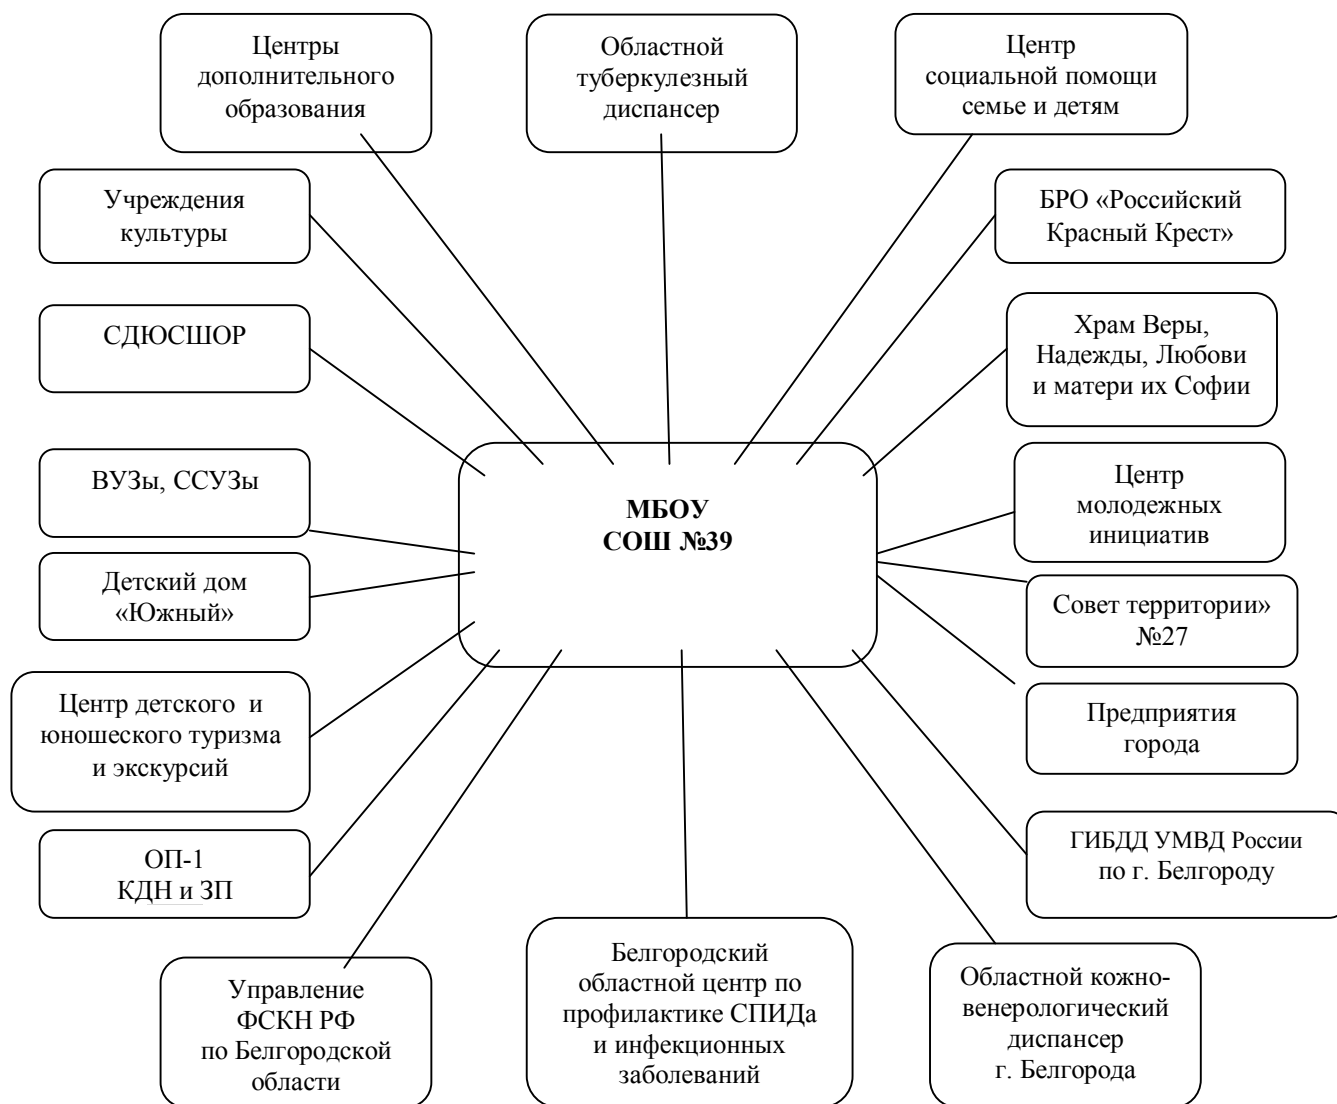 Центры
дополнительного
образования
Областной
туберкулезный
диспансер
Центр
социальной помощи
семье и детям
Учреждения
культуры
БРО «Российский
Красный Крест»
СДЮСШОР
Храм Веры,
Надежды, Любови
и матери их Софии
ВУЗы, ССУЗы
МБОУ
СОШ №39
Центр
молодежных
инициатив
Детский дом
«Южный»
Совет территории»
№27
Центр детского и
юношеского туризма
и экскурсий
Предприятия
города
ОП-1
КДН и ЗП
ГИБДД УМВД России
по г. Белгороду
Управление
ФСКН РФ
по Белгородской
области
Белгородский
областной центр по
профилактике СПИДа
и инфекционных
заболеваний
Областной кожно-
венерологический
диспансер
г. Белгорода